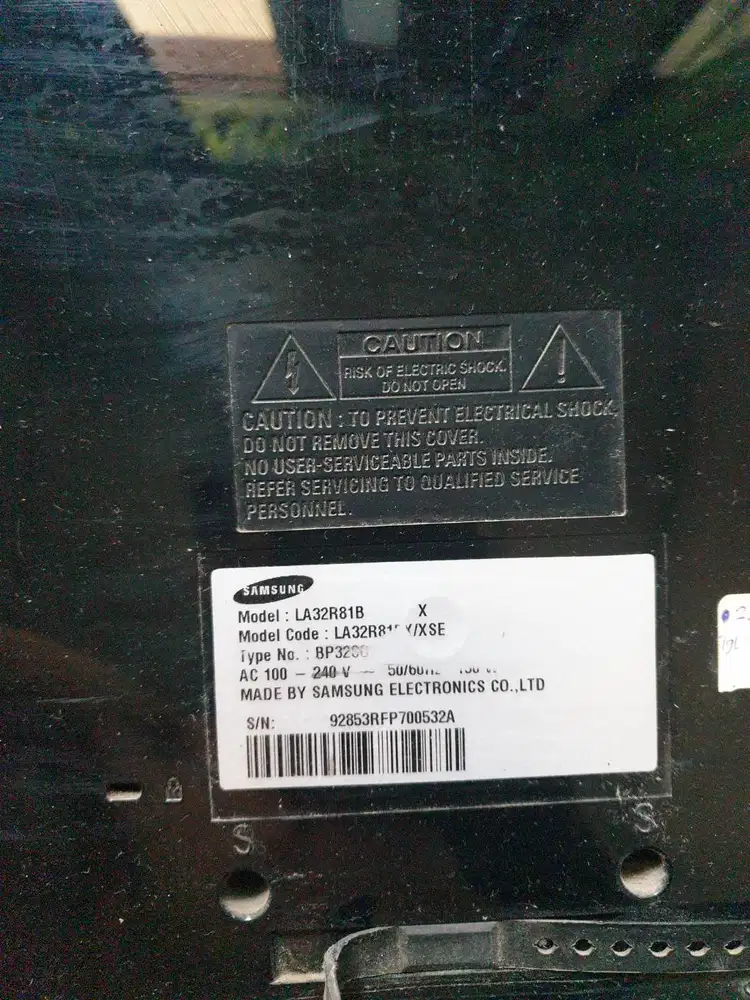 CAUTION
RISK OF ELECTRIC SHOCK.
DO NOT OPEN
CAUTION : TO PREVENT ELECTRICAL SHOCK,
DO NOT REMOVE THIS COVER.
NO USER-SERVICEABLE PARTS INSIDE.
REFER SERVICING TO QUALIFIED SERVICE
PERSONNEL.
SAMSUNG
Model : LA32R81B X
Model Code : /XSE
Type No. :
AC 100 - 240 V ~
MADE BY SAMSUNG ELECTRONICS CO.,LTD
S/N: 92853RFP700532A
S
S